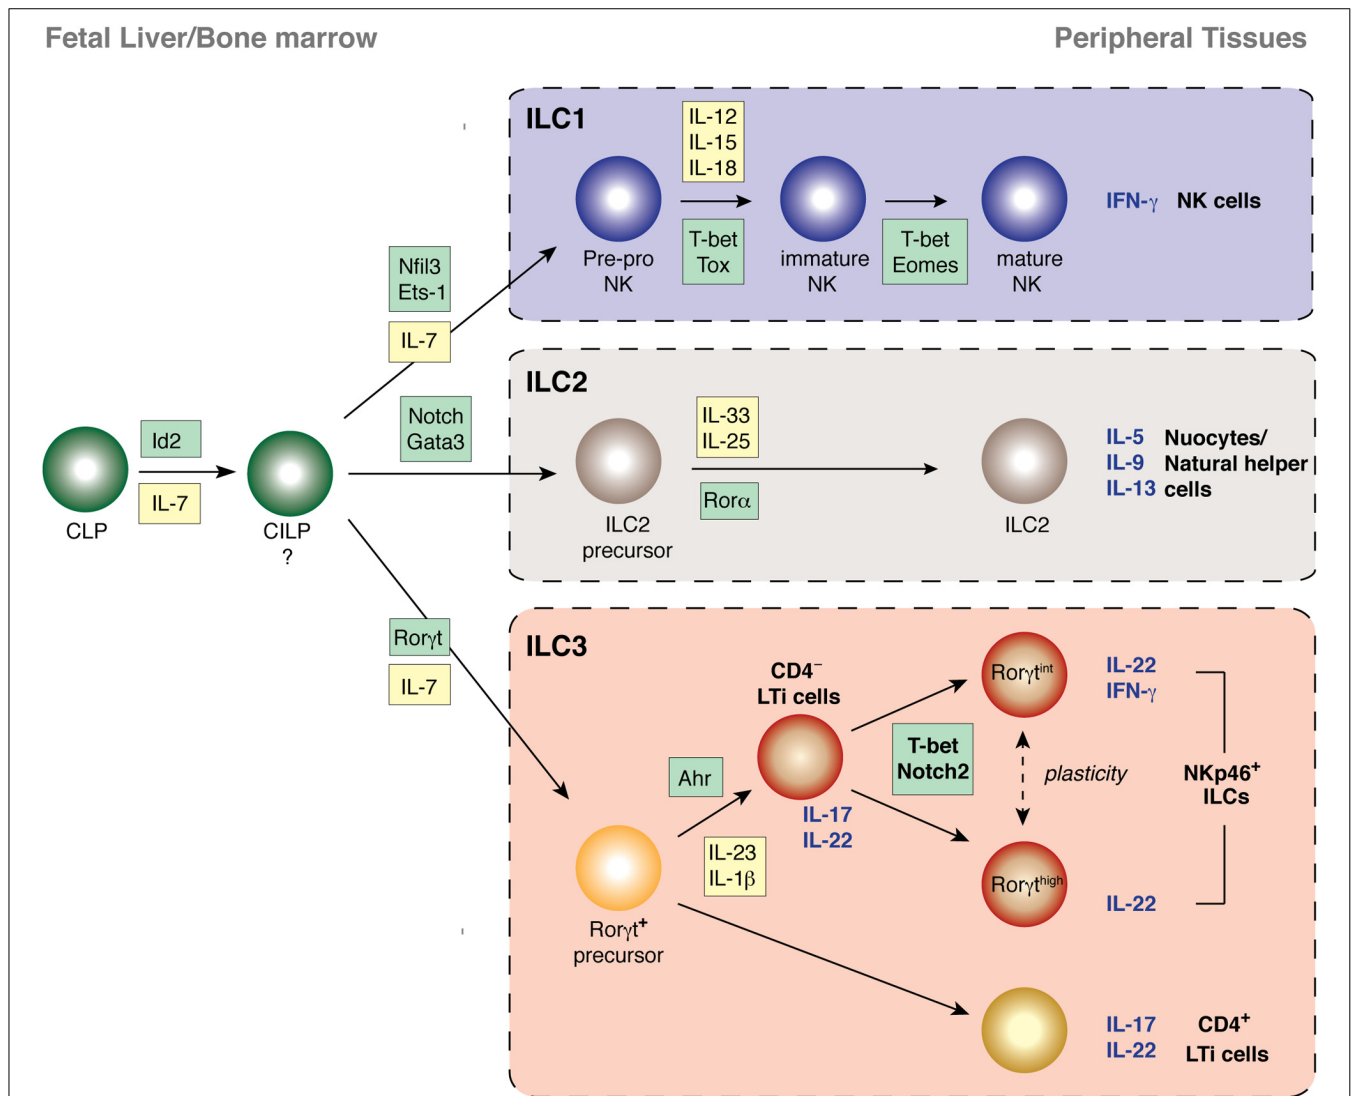 Fetal Liver/Bone marrow
Peripheral Tissues
ILC1
IL-12
IL-15
IL-18
T-bet
Tox
T-bet
Eomes
Pre-pro
NK
immature
NK
mature
NK
IFN-γ NK cells
Nfil3
Ets-1
IL-7
ILC2
Notch
Gata3
IL-33
IL-25
Rorα
ILC2
precursor
ILC2
IL-5 Nuocytes/
IL-9 Natural helper
IL-13 cells
Id2
IL-7
CLP
CILP
?
Rorγt
IL-7
ILC3
CD4⁻
LTi cells
IL-17
IL-22
Ahr
IL-23
IL-1β
Rorγt⁺
precursor
T-bet
Notch2
Rorγtⁱⁿᵗ
IL-22
IFN-γ
plasticity
NKp46⁺
ILCs
Rorγtʰⁱᵍʰ
IL-22
IL-17 CD4⁺
IL-22 LTi cells